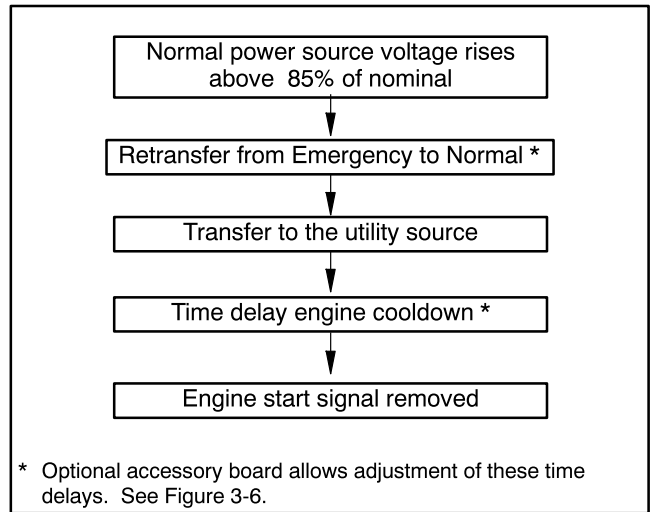 Normal power source voltage rises
above 85% of nominal
Retransfer from Emergency to Normal *
Transfer to the utility source
Time delay engine cooldown *
Engine start signal removed
* Optional accessory board allows adjustment of these time
delays. See Figure 3-6.